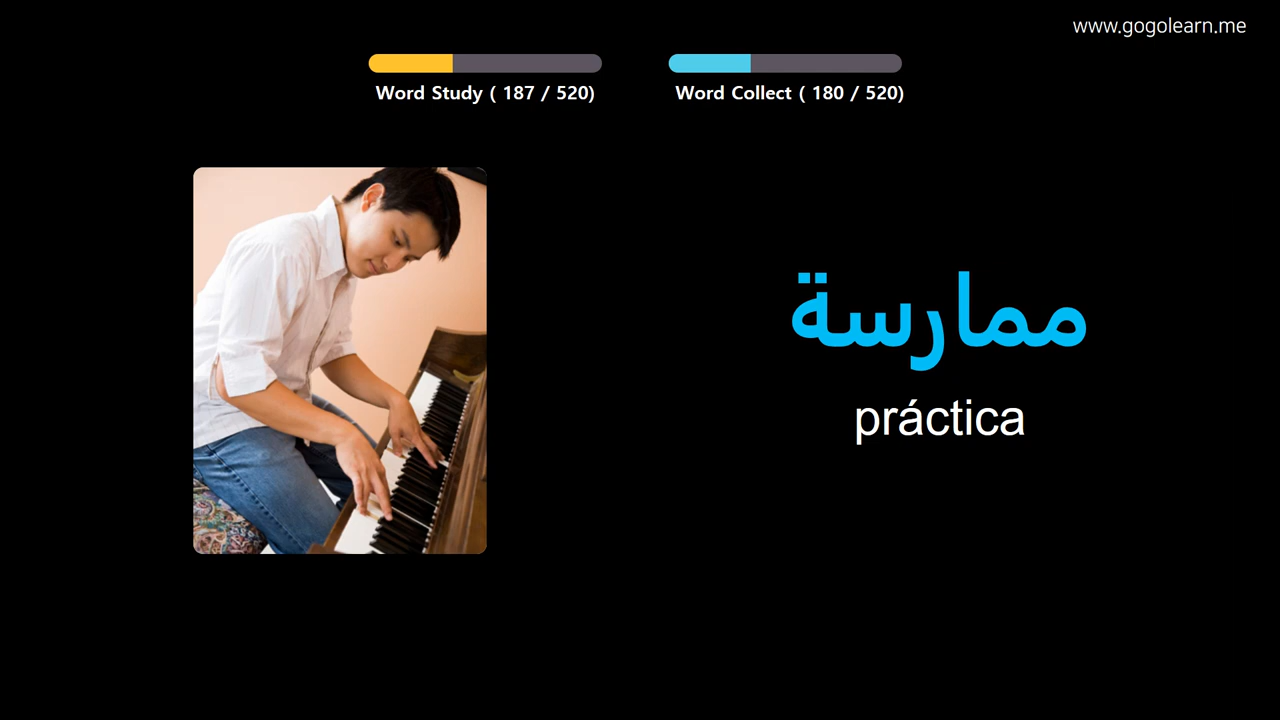 www.gogolearn.me
Word Study ( 187 / 520)
Word Collect ( 180 / 520)
ممارسة
práctica